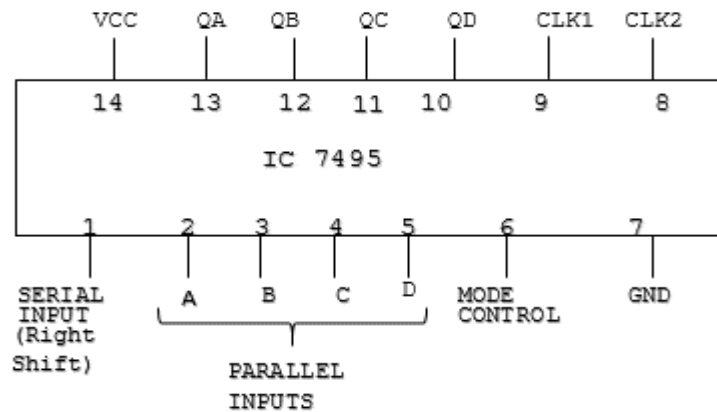 VCC QA QB QC QD CLK1 CLK2
14 13 12 11 10 9 8
IC 7495
1 2 3 4 5 6 7
SERIAL
INPUT
(Right
Shift)
A B C D
MODE
CONTROL
GND
PARALLEL
INPUTS